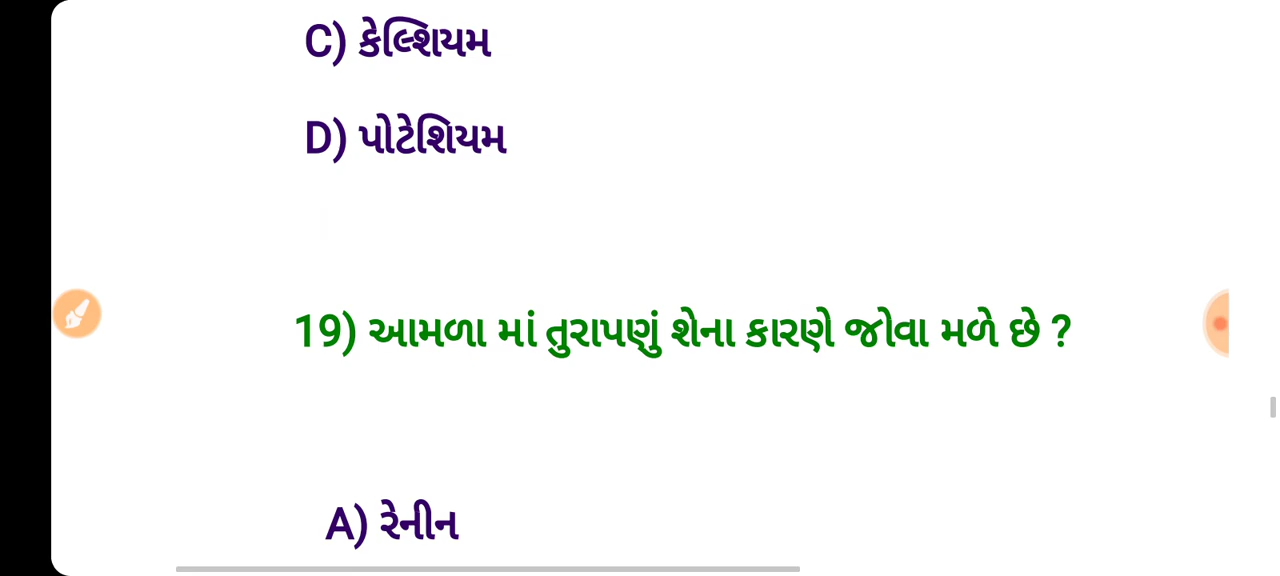 C) કેલ્શિયમ
D) પોટેશિયમ
19) આમળા માં તુરાપણું શેના કારણે જોવા મળે છે ?
A) રેનીન